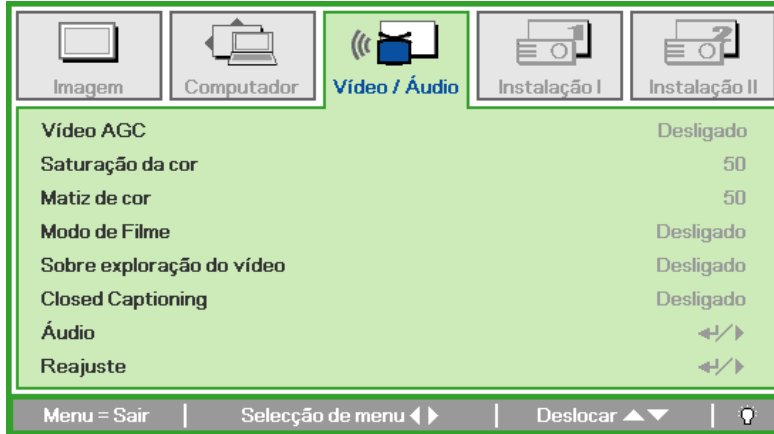 Imagem Computador Vídeo / Áudio Instalação I Instalação II
Vídeo AGC Desligado
Saturação da cor 50
Matiz de cor 50
Modo de Filme Desligado
Sobre exploração do vídeo Desligado
Closed Captioning Desligado
Áudio
Reajuste
Menu = Sair Selecção de menu Deslocar